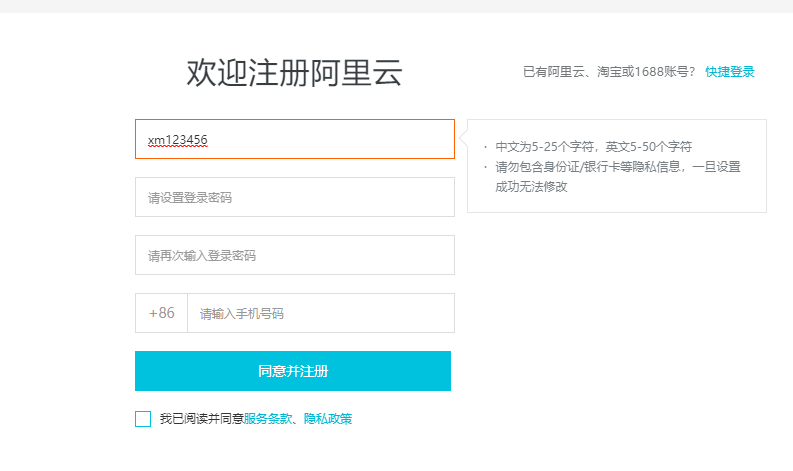 欢迎注册阿里云
已有阿里云、淘宝或1688账号? 快捷登录
xm123456
· 中文为5-25个字符，英文5-50个字符
· 请勿包含身份证/银行卡等隐私信息，一旦设置
成功无法修改
请设置登录密码
请再次输入登录密码
+86 请输入手机号码
同意并注册
我已阅读并同意服务条款、隐私政策